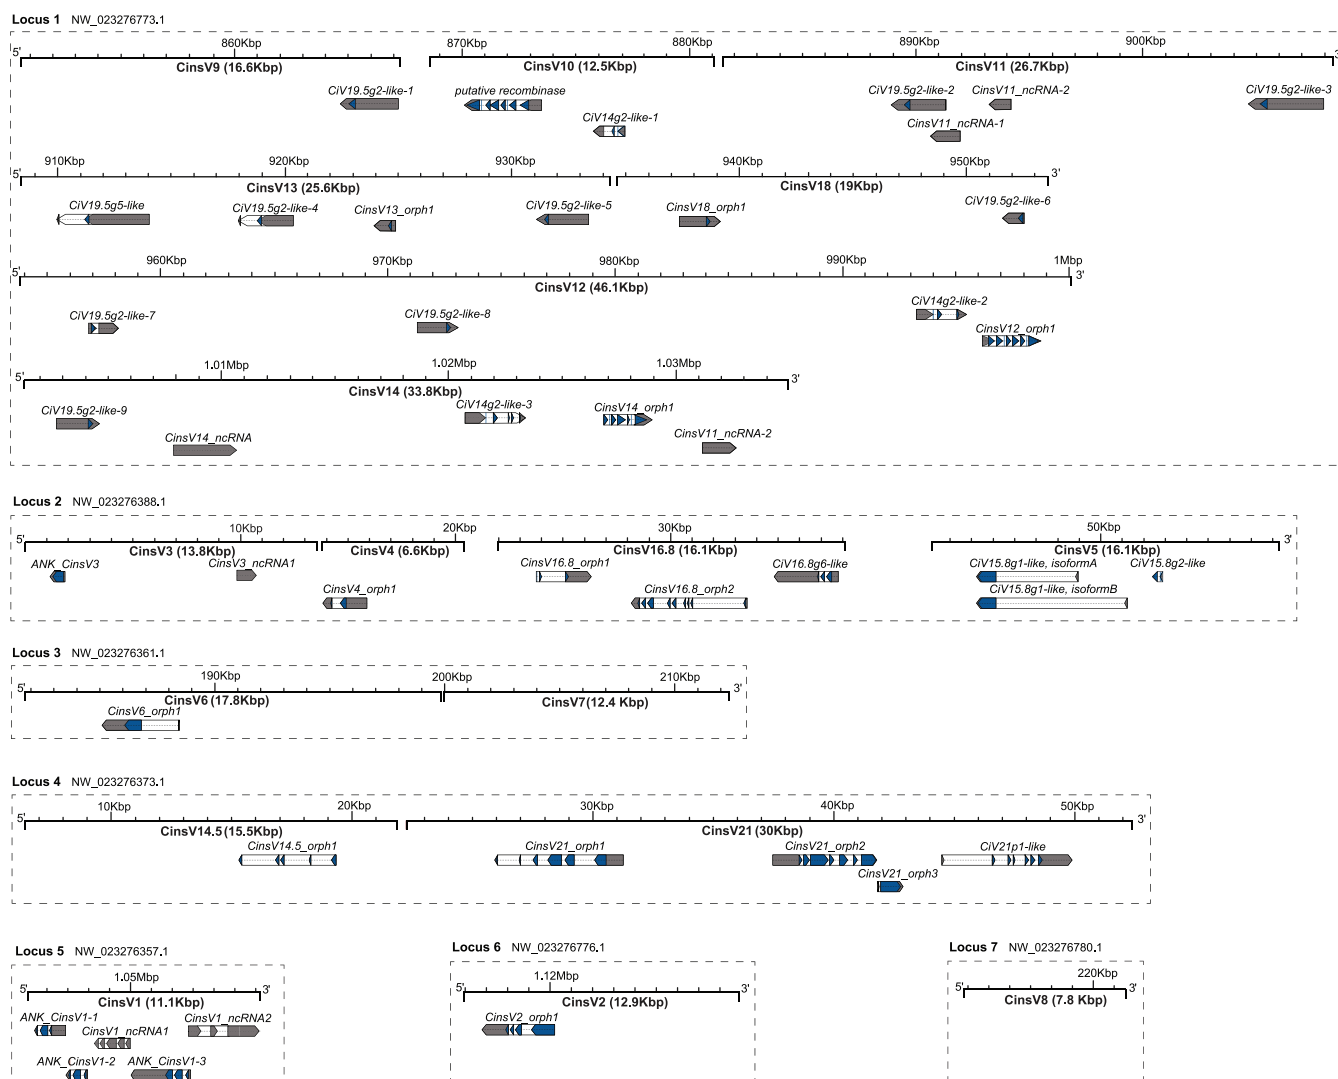 Locus 1 NW_023276773.1
860Kbp 870Kbp 880Kbp 890Kbp 900Kbp
5' 3'
CinsV9 (16.6Kbp) CinsV10 (12.5Kbp) CinsV11 (26.7Kbp)
CiV19.5g2-like-1 putative recombinase CiV19.5g2-like-2 CinsV11_ncRNA-2 CiV19.5g2-like-3
CiV14g2-like-1 CinsV11_ncRNA-1
910Kbp 920Kbp 930Kbp 940Kbp 950Kbp
5' 3'
CinsV13 (25.6Kbp) CinsV18 (19Kbp)
CiV19.5g5-like CiV19.5g2-like-4 CinsV13_orph1 CiV19.5g2-like-5 CinsV18_orph1 CiV19.5g2-like-6
960Kbp 970Kbp 980Kbp 990Kbp 1Mbp
5' 3'
CinsV12 (46.1Kbp)
CiV19.5g2-like-7 CiV19.5g2-like-8 CiV14g2-like-2
CinsV12_orph1
1.01Mbp 1.02Mbp 1.03Mbp
5' 3'
CinsV14 (33.8Kbp)
CiV19.5g2-like-9 CiV14g2-like-3 CinsV14_orph1
CinsV14_ncRNA CinsV11_ncRNA-2
Locus 2 NW_023276388.1
10Kbp 20Kbp 30Kbp 50Kbp
5' 3'
CinsV3 (13.8Kbp) CinsV4 (6.6Kbp) CinsV16.8 (16.1Kbp) CinsV5 (16.1Kbp)
ANK_CinsV3 CinsV3_ncRNA1 CinsV16.8_orph1 CiV16.8g6-like CiV15.8g1-like, isoformA CiV15.8g2-like
CinsV4_orph1 CinsV16.8_orph2 CiV15.8g1-like, isoformB
Locus 3 NW_023276361.1
190Kbp 200Kbp 210Kbp
5' 3'
CinsV6 (17.8Kbp) CinsV7(12.4 Kbp)
CinsV6_orph1
Locus 4 NW_023276373.1
10Kbp 20Kbp 30Kbp 40Kbp 50Kbp
5' 3'
CinsV14.5 (15.5Kbp) CinsV21 (30Kbp)
CinsV14.5_orph1 CinsV21_orph1 CinsV21_orph2 CiV21p1-like
CinsV21_orph3
Locus 5 NW_023276357.1
1.05Mbp
5' 3'
CinsV1 (11.1Kbp)
ANK_CinsV1-1 CinsV1_ncRNA2
CinsV1_ncRNA1
ANK_CinsV1-2 ANK_CinsV1-3
Locus 6 NW_023276776.1
1.12Mbp
5' 3'
CinsV2 (12.9Kbp)
CinsV2_orph1
Locus 7 NW_023276780.1
220Kbp
5' 3'
CinsV8 (7.8 Kbp)